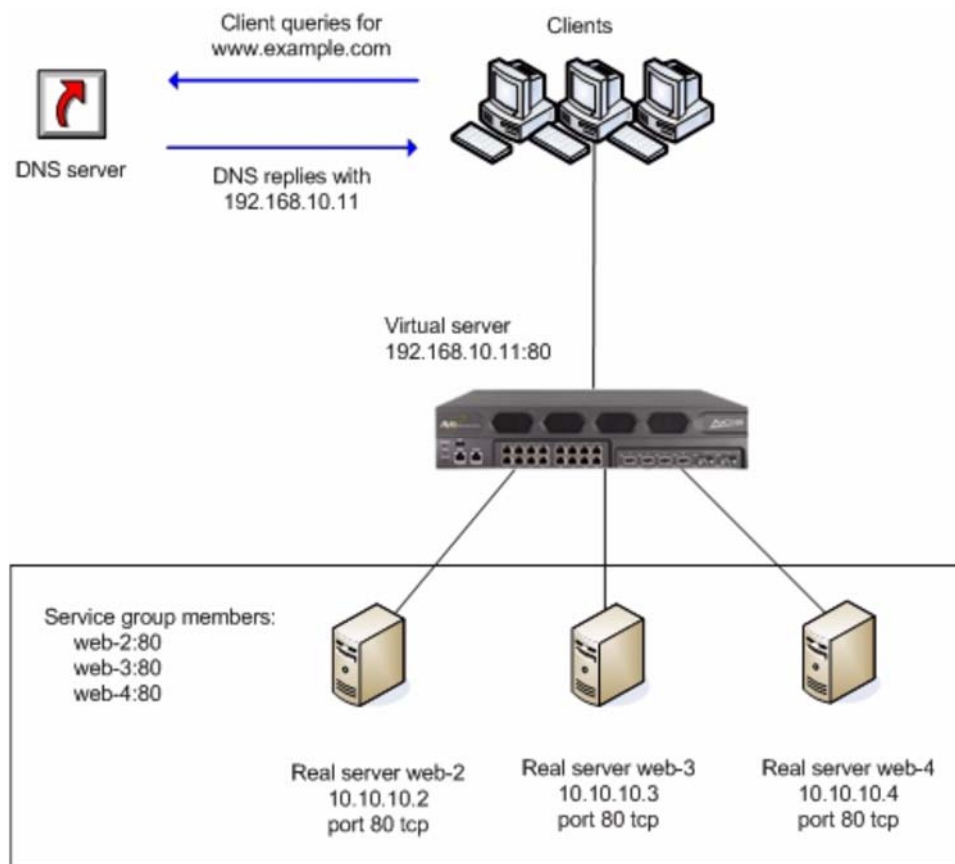 Client queries for
www.example.com
Clients
DNS server
DNS replies with
192.168.10.11
Virtual server
192.168.10.11:80
Service group members:
web-2:80
web-3:80
web-4:80
Real server web-2
10.10.10.2
port 80 tcp
Real server web-3
10.10.10.3
port 80 tcp
Real server web-4
10.10.10.4
port 80 tcp